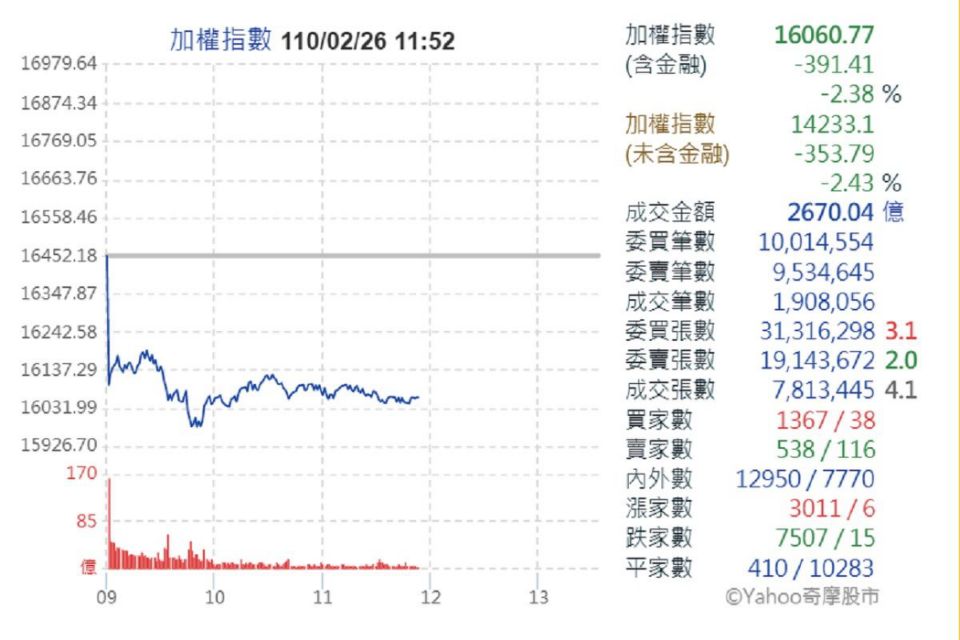 加權指數 110/02/26 11:52
16979.64
16874.34
16769.05
16663.76
16558.46
16452.18
16347.87
16242.58
16137.29
16031.99
15926.70
170
85
億
09 10 11 12 13
加權指數 16060.77
(含金融) -391.41
-2.38 %
加權指數 14233.1
(未含金融) -353.79
-2.43 %
成交金額 2670.04 億
委買筆數 10,014,554
委賣筆數 9,534,645
成交筆數 1,908,056
委買張數 31,316,298 3.1
委賣張數 19,143,672 2.0
成交張數 7,813,445 4.1
買家數 1367 / 38
賣家數 538 / 116
內外數 12950 / 7770
漲家數 3011 / 6
跌家數 7507 / 15
平家數 410 / 10283
©Yahoo奇摩股市